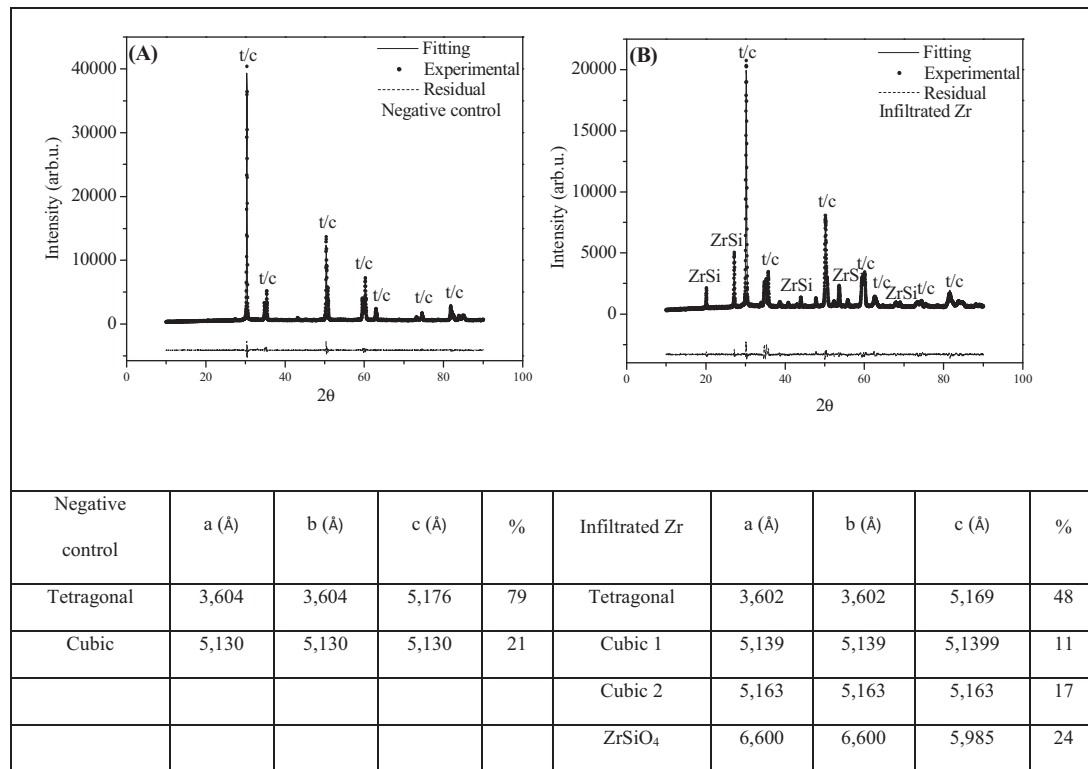 (A)
t/c
Fitting
Experimental
Residual
Negative control
40000
30000
20000
10000
0
Intensity (arb.u.)
t/c
t/c
t/c
t/c
t/c
t/c
0 20 40 60 80 100
2θ
(B)
t/c
Fitting
Experimental
Residual
Infiltrated Zr
20000
15000
10000
5000
0
Intensity (arb.u.)
ZrSi
ZrSi
t/c
ZrSi
t/c
ZrSi
t/c
t/c
ZrSi
t/c
t/c
0 20 40 60 80 100
2θ
Negative
control
a (Å) b (Å) c (Å) % Infiltrated Zr a (Å) b (Å) c (Å) %
Tetragonal 3,604 3,604 5,176 79 Tetragonal 3,602 3,602 5,169 48
Cubic 5,130 5,130 5,130 21 Cubic 1 5,139 5,139 5,1399 11
Cubic 2 5,163 5,163 5,163 17
ZrSiO₄ 6,600 6,600 5,985 24